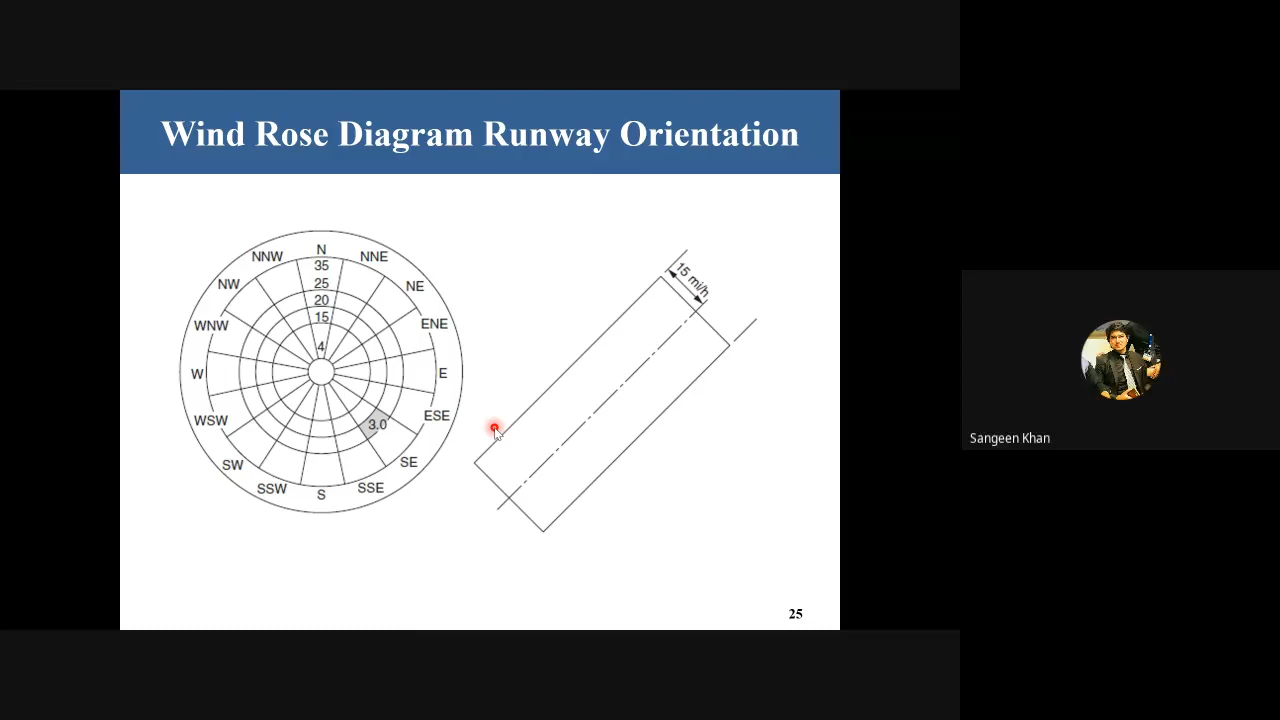 Wind Rose Diagram Runway Orientation
N
NNW
NNE
35
NW
25
NE
20
15
WNW
ENE
4
W
E
WSW
3.0
ESE
SW
SE
SSW
S
SSE
15 mi/h
Sangeen Khan
25